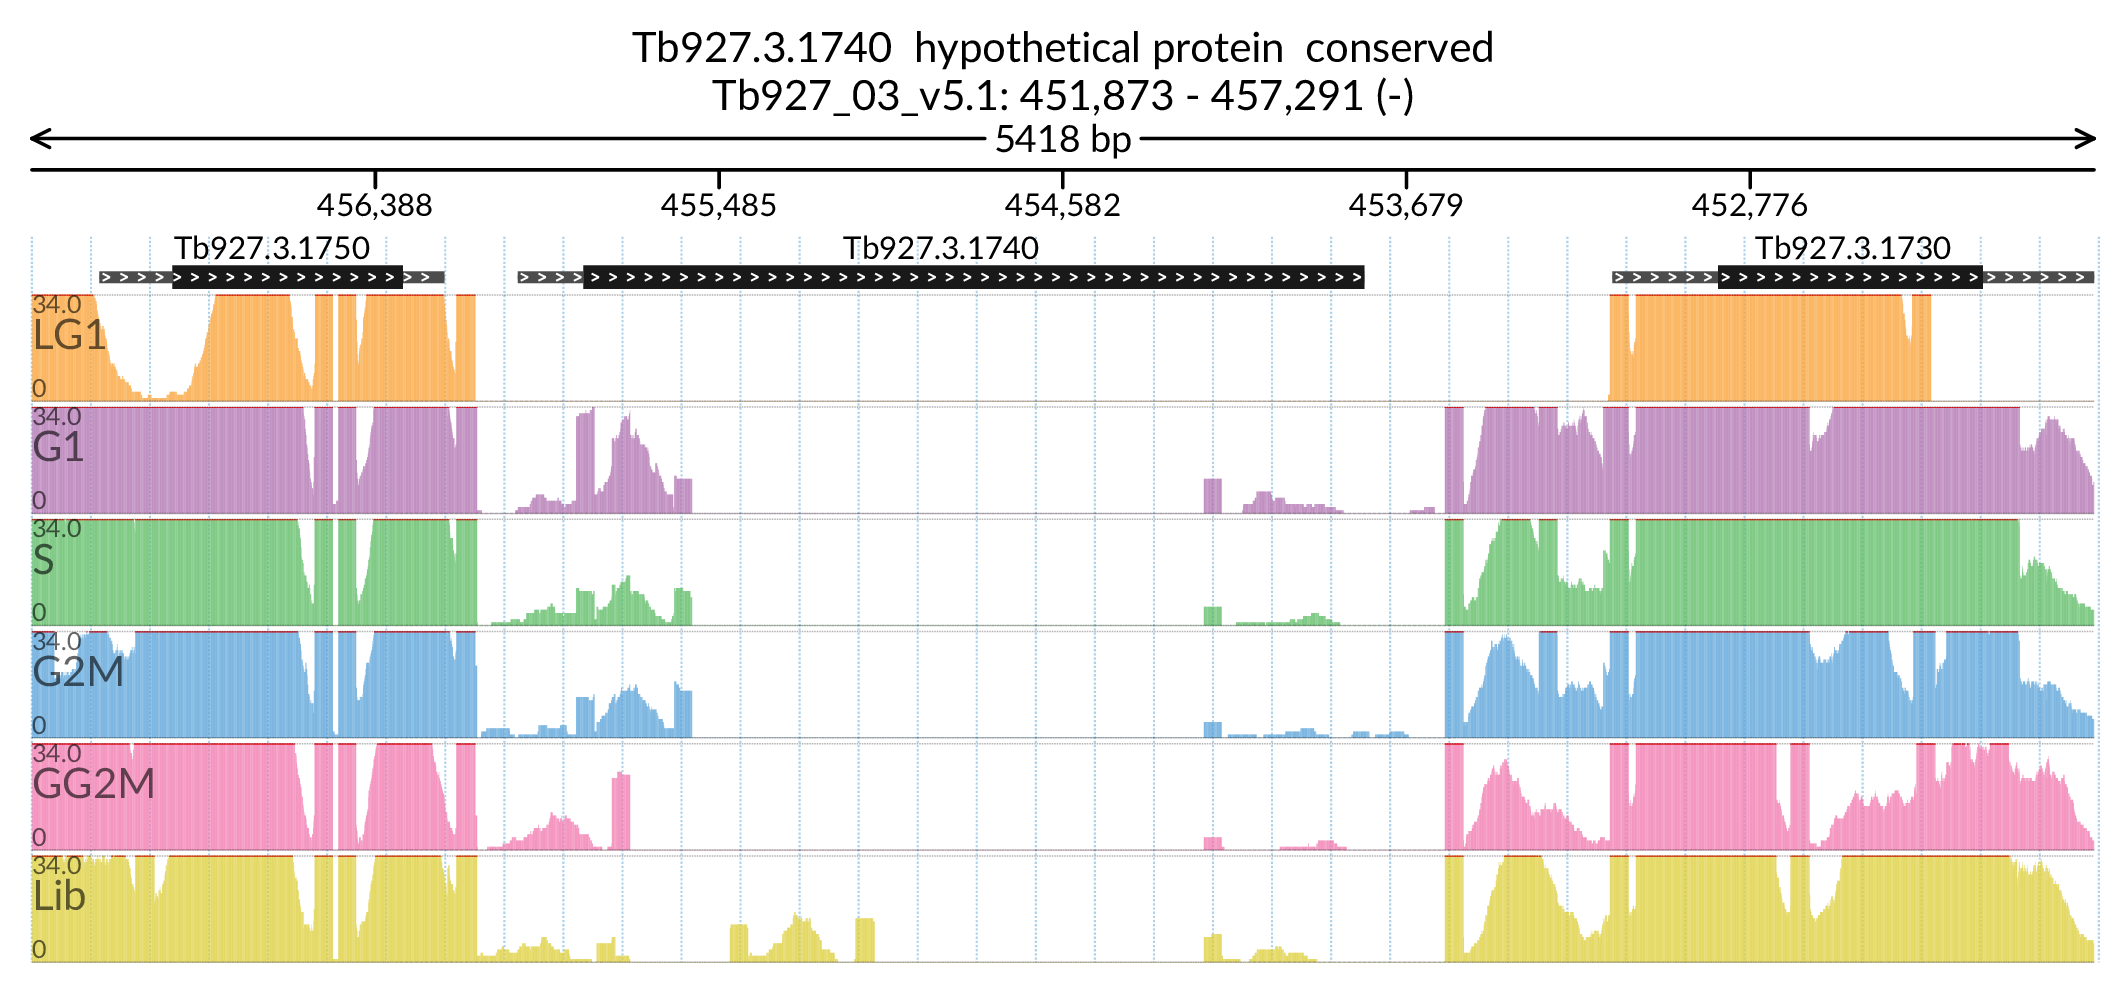 Tb927.3.1740  hypothetical protein  conserved
Tb927_03_v5.1: 451,873 - 457,291 (-)
5418 bp
456,388 455,485 454,582 453,679 452,776
Tb927.3.1750 Tb927.3.1740 Tb927.3.1730
34.0
LG1
0
34.0
G1
0
34.0
S
0
34.0
G2M
0
34.0
GG2M
0
34.0
Lib
0